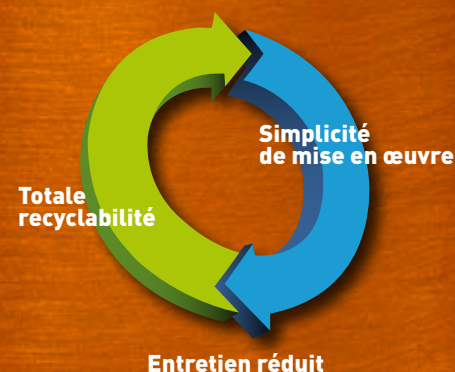 Simplicité
de mise en œuvre
Totale
recyclabilité
Entretien réduit